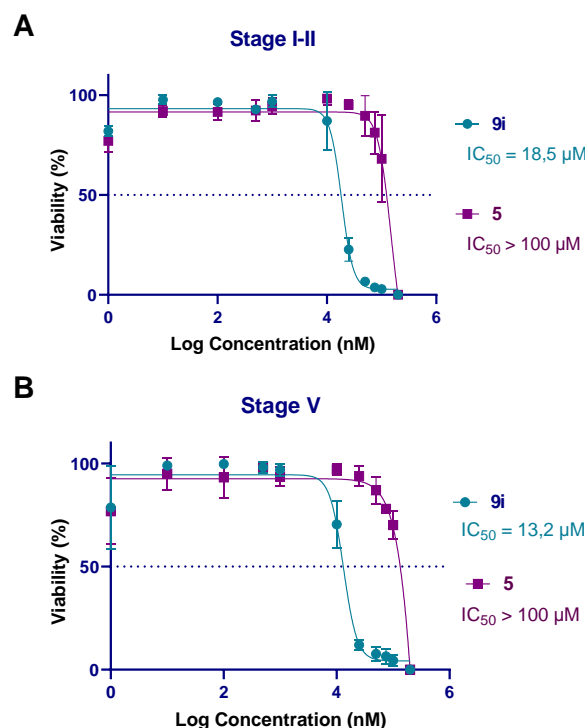 A
Stage I-II
100
50
0
Viability (%)
0 2 4 6
Log Concentration (nM)
9i
IC50 = 18,5 µM
5
IC50 > 100 µM
B
Stage V
100
50
0
Viability (%)
0 2 4 6
Log Concentration (nM)
9i
IC50 = 13,2 µM
5
IC50 > 100 µM